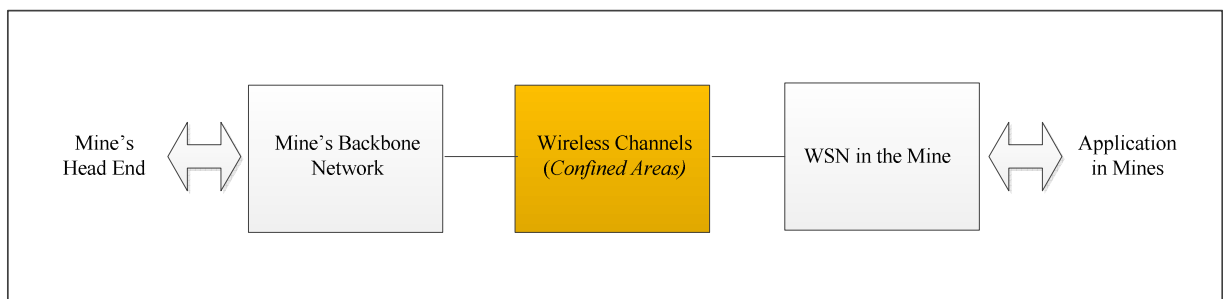 Mine’s
Head End
Mine’s Backbone
Network
Wireless Channels
(Confined Areas)
WSN in the Mine
Application
in Mines